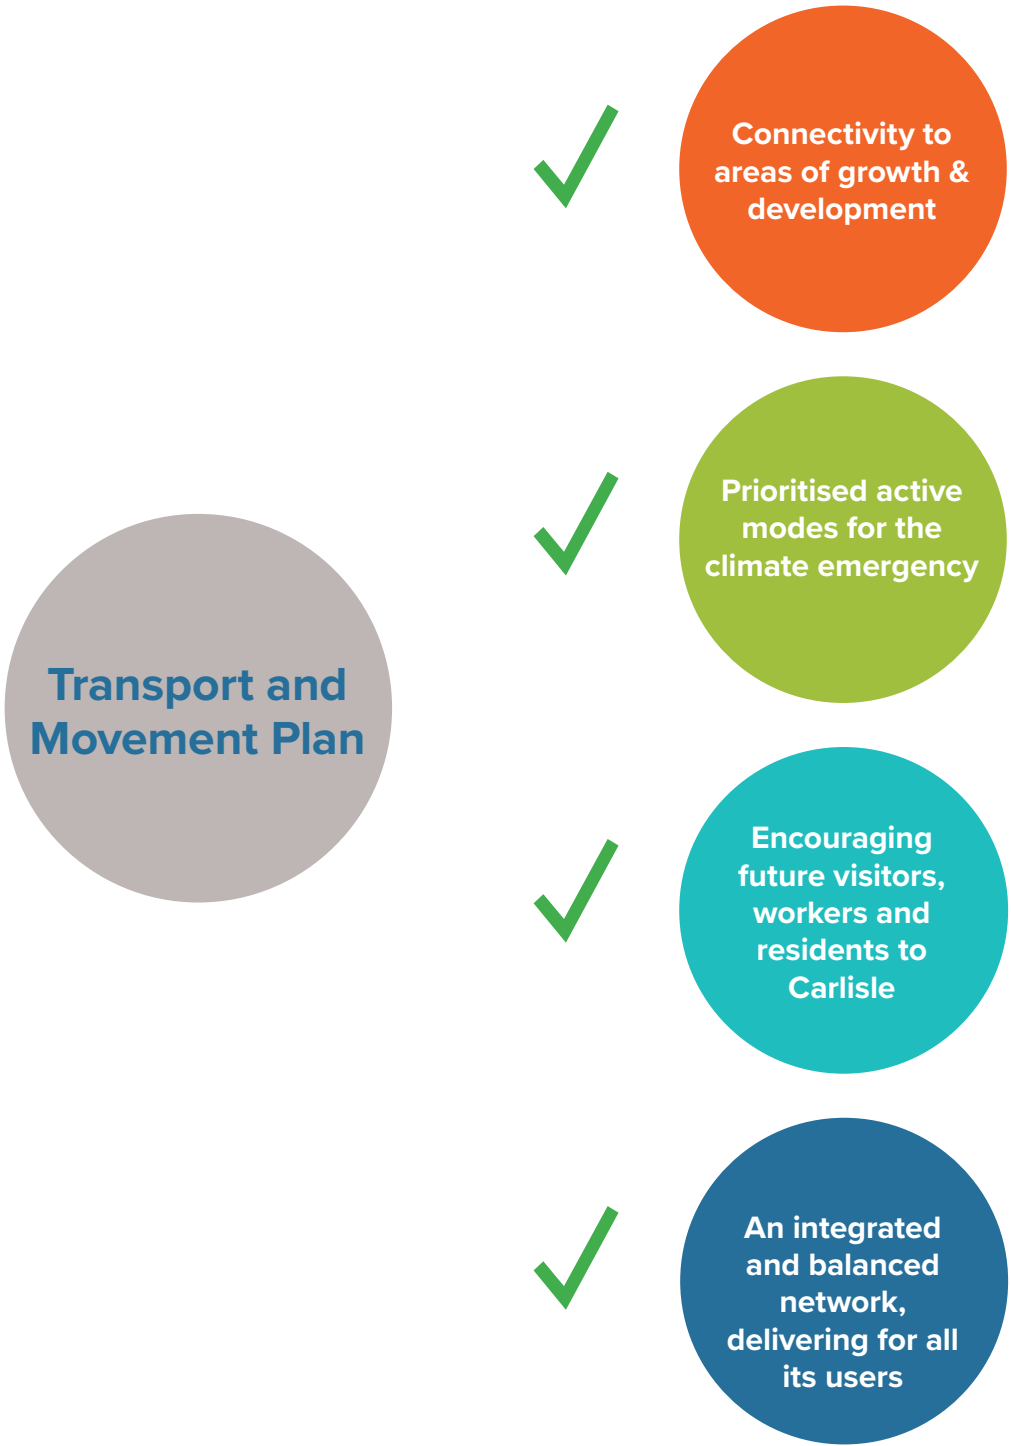 Transport and
Movement Plan
Connectivity to
areas of growth &
development
Prioritised active
modes for the
climate emergency
Encouraging
future visitors,
workers and
residents to
Carlisle
An integrated
and balanced
network,
delivering for all
its users